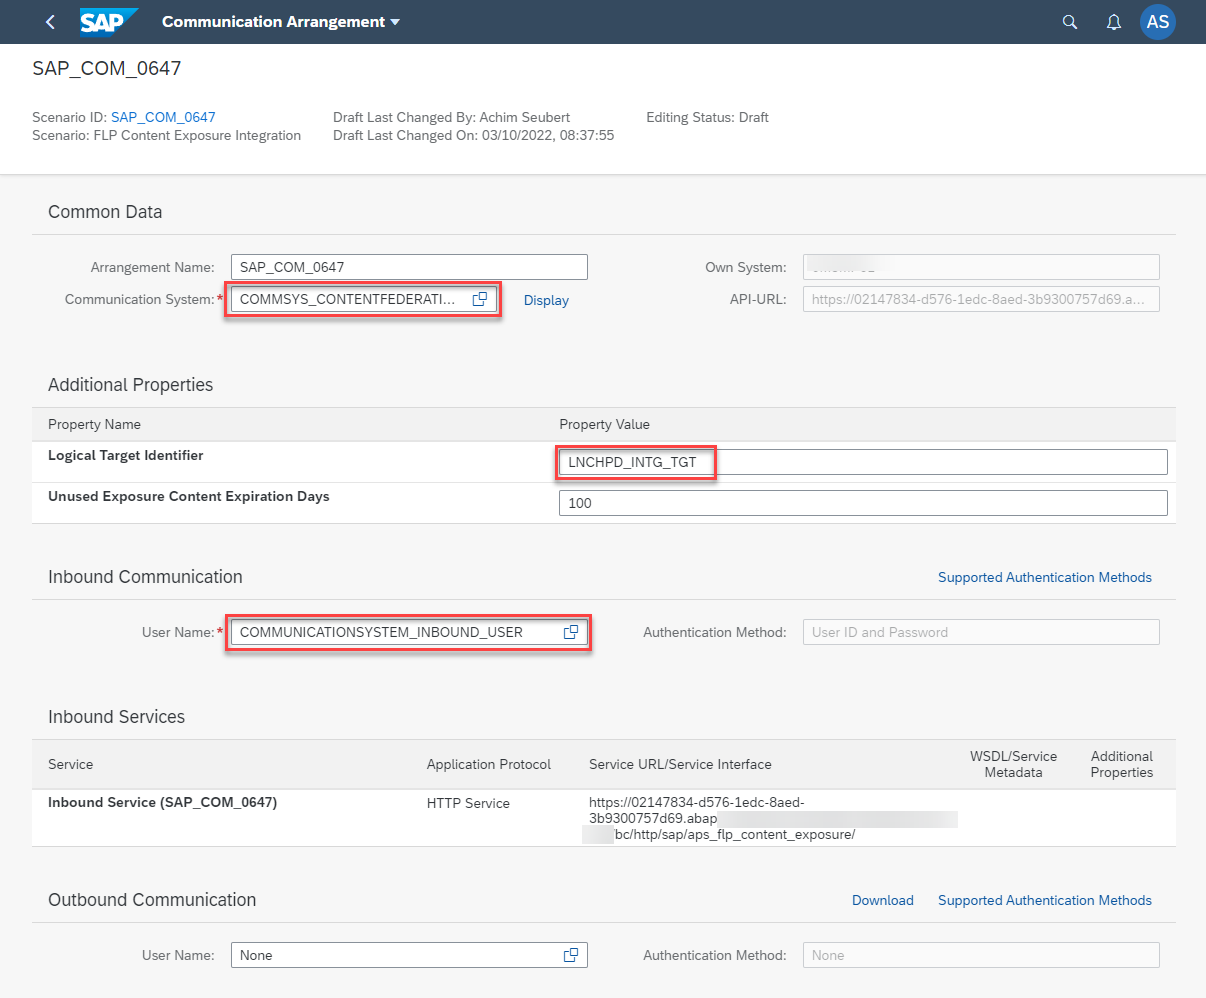 SAP Communication Arrangement AS
SAP_COM_0647
Scenario ID: SAP_COM_0647 Draft Last Changed By: Achim Seubert Editing Status: Draft
Scenario: FLP Content Exposure Integration Draft Last Changed On: 03/10/2022, 08:37:55
Common Data
Arrangement Name: SAP_COM_0647 Own System:
Communication System:* COMMSYS_CONTENTFEDERATI... Display API-URL: https://02147834-d576-1edc-8aed-3b9300757d69.a...
Additional Properties
Property Name Property Value
Logical Target Identifier LNCHPD_INTG_TGT
Unused Exposure Content Expiration Days 100
Inbound Communication Supported Authentication Methods
User Name:* COMMUNICATIONSYSTEM_INBOUND_USER Authentication Method: User ID and Password
Inbound Services
Service Application Protocol Service URL/Service Interface WSDL/Service Metadata Additional Properties
Inbound Service (SAP_COM_0647) HTTP Service https://02147834-d576-1edc-8aed-
3b9300757d69.abap
bc/http/sap/aps_flp_content_exposure/
Outbound Communication Download Supported Authentication Methods
User Name: None Authentication Method: None